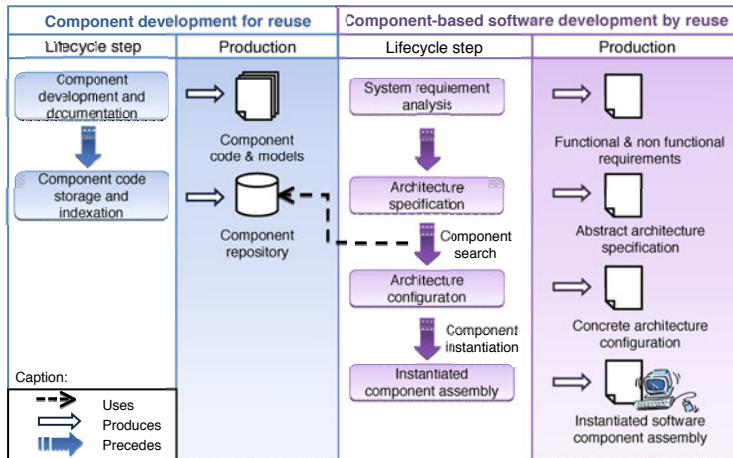 Component development for reuse
Component-based software development by reuse
Lifecycle step
Production
Lifecycle step
Production
Component
development and
documentation
Component
code & models
Component code
storage and
indexation
Component
repository
System requirement
analysis
Functional & non functional
requirements
Architecture
specification
Abstract architecture
specification
Component
search
Architecture
configuration
Concrete architecture
configuration
Component
instantiation
Instantiated
component assembly
Instantiated software
component assembly
Caption:
Uses
Produces
Precedes